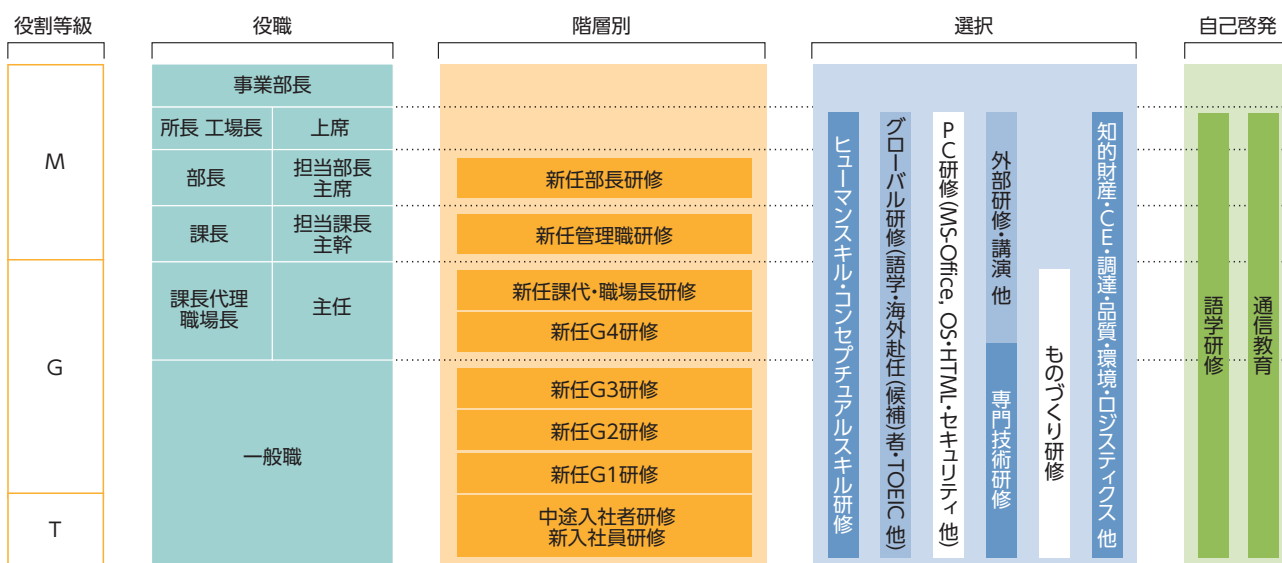 役割等級
役職
階層別
選択
自己啓発
M
G
T
事業部長
所長 工場長
上席
部長
担当部長
主席
課長
担当課長
主幹
課長代理
職場長
主任
一般職
新任部長研修
新任管理職研修
新任課代・職場長研修
新任G4研修
新任G3研修
新任G2研修
新任G1研修
中途入社者研修
新入社員研修
ヒューマンスキル・コンセプチュアルスキル研修
グローバル研修(語学・海外赴任(候補)者・TOEIC 他)
PC研修(MS-Office, OS・HTML・セキュリティ 他)
外部研修・講演 他
専門技術研修
ものづくり研修
知的財産・CE・調達・品質・環境・ロジスティクス 他
語学研修
通信教育